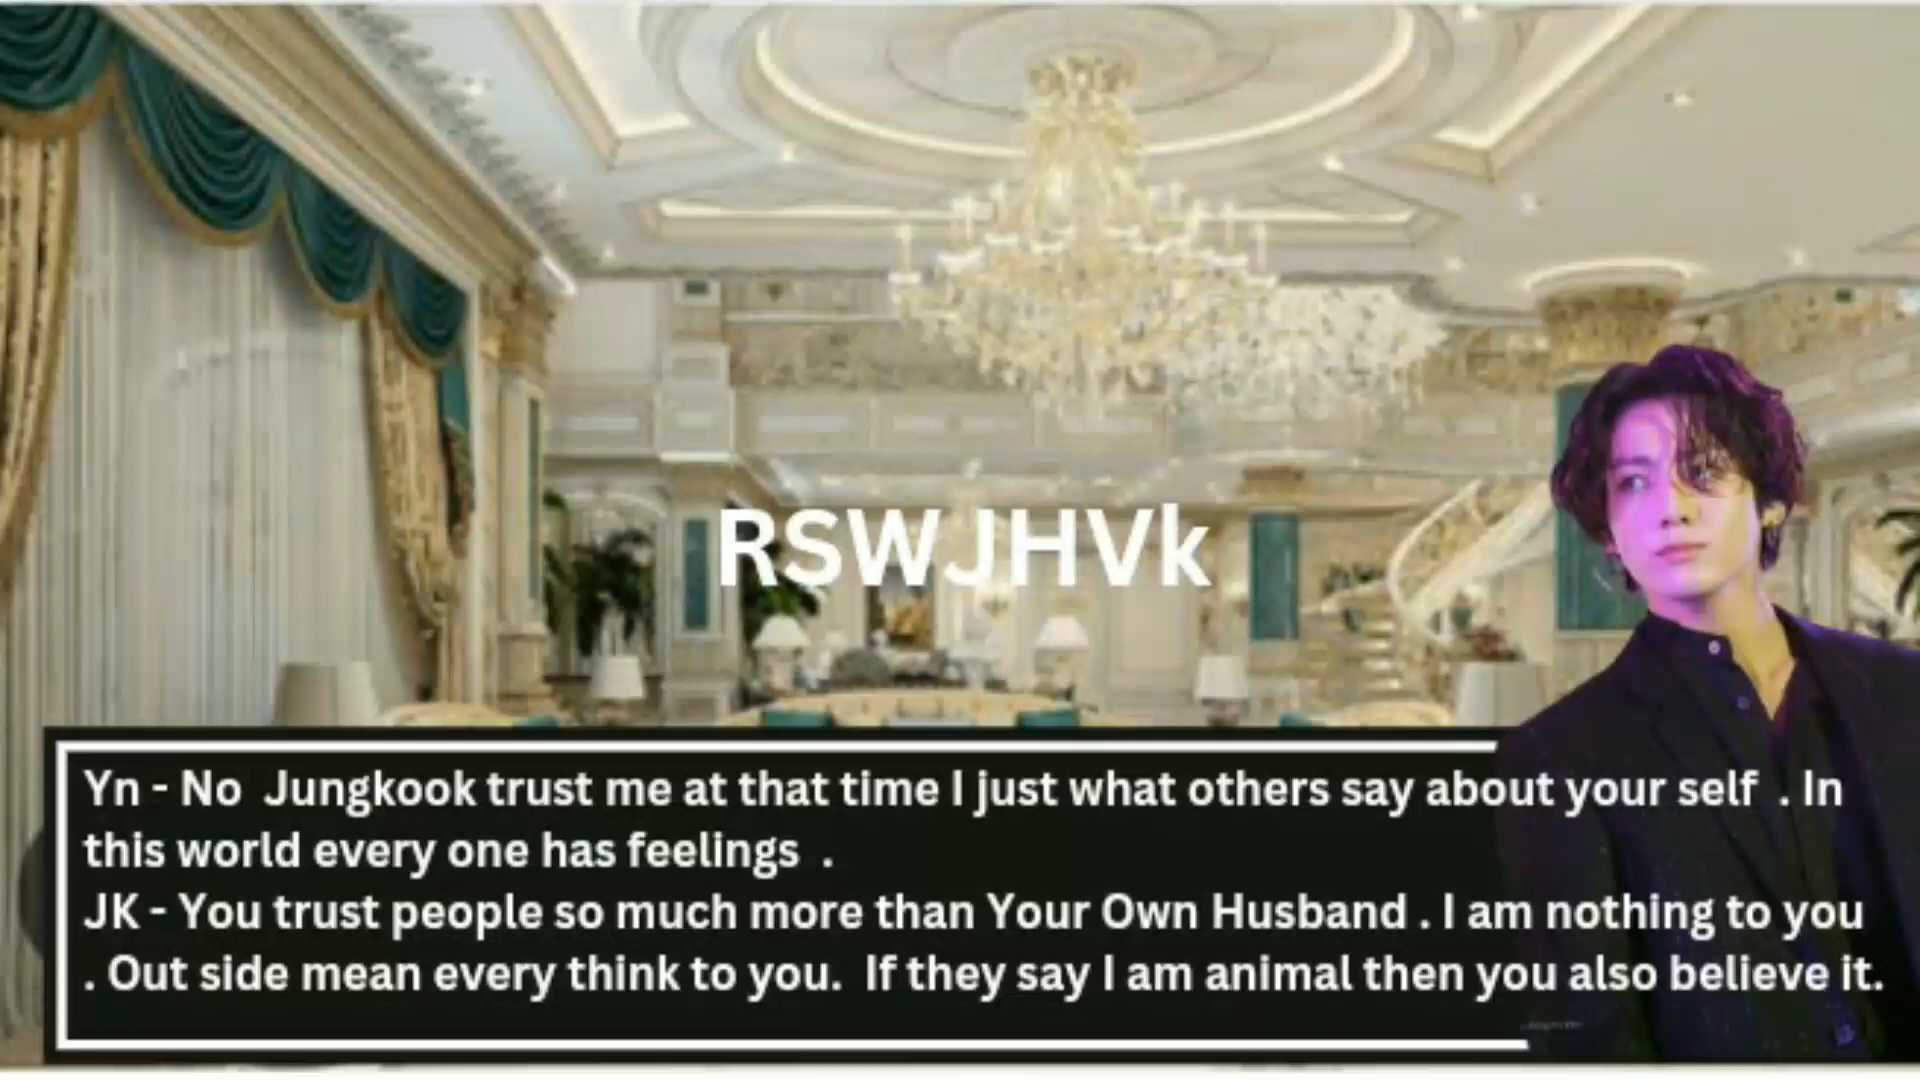 RSWJHVk
Yn - No  Jungkook trust me at that time I just what others say about your self  . In
this world every one has feelings  .
JK - You trust people so much more than Your Own Husband . I am nothing to you
. Out side mean every think to you.  If they say I am animal then you also believe it.